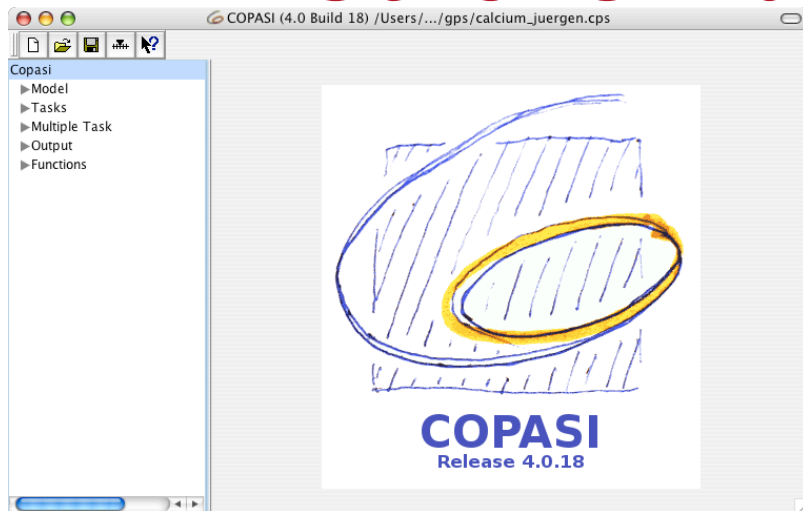 COPASI (4.0 Build 18) /Users/.../gps/calcium_juergen.cps
Copasi
Model
Tasks
Multiple Task
Output
Functions
COPASI
Release 4.0.18